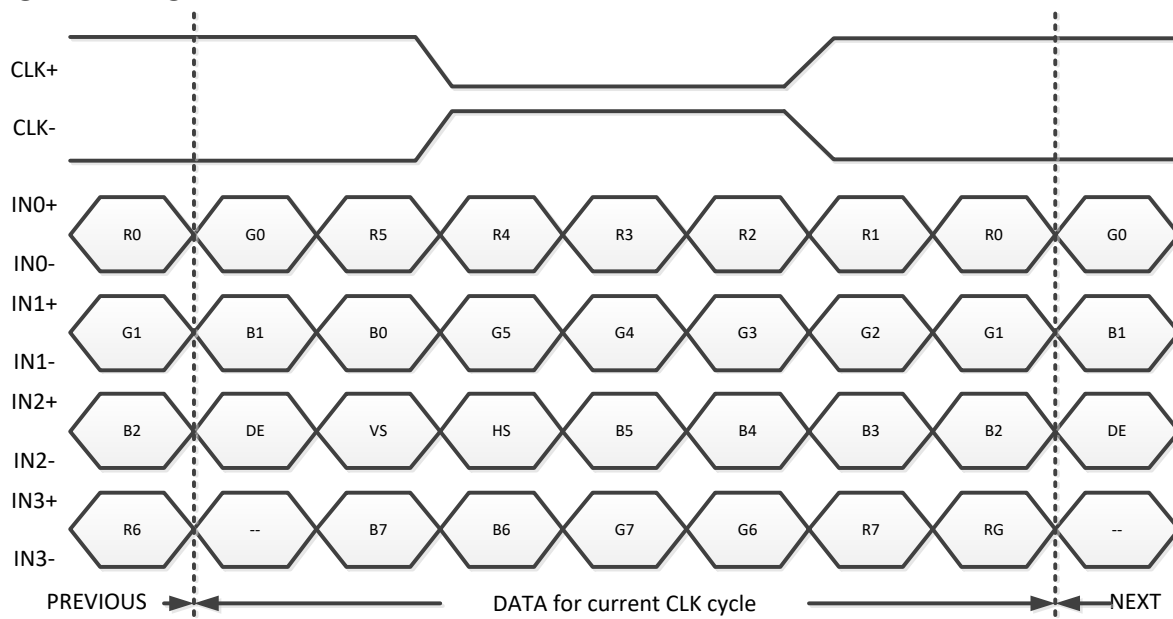 CLK+
CLK-
IN0+
R0 G0 R5 R4 R3 R2 R1 R0 G0
IN0-
IN1+
G1 B1 B0 G5 G4 G3 G2 G1 B1
IN1-
IN2+
B2 DE VS HS B5 B4 B3 B2 DE
IN2-
IN3+
R6 -- B7 B6 G7 G6 R7 RG --
IN3-
PREVIOUS DATA for current CLK cycle NEXT